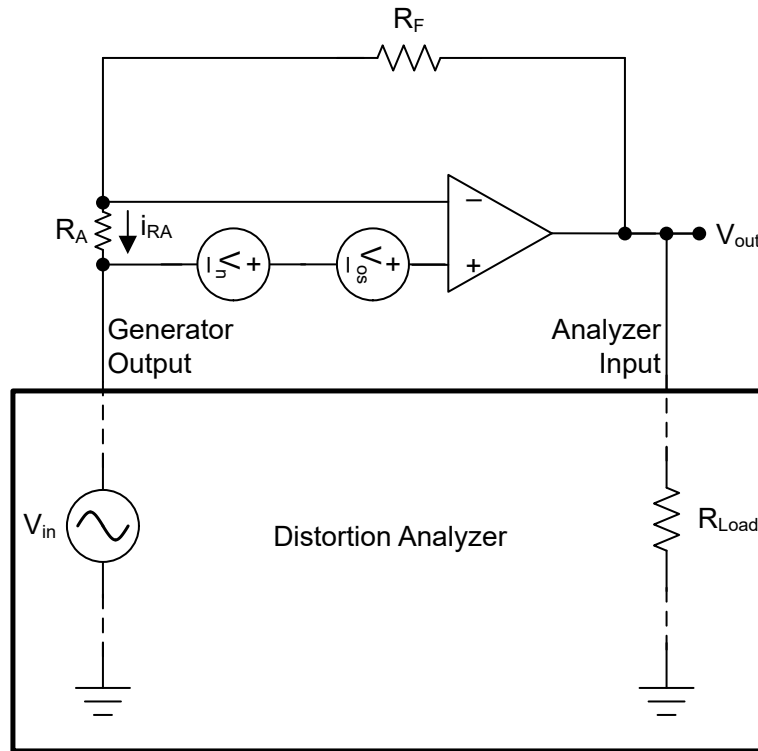 R_F
R_A
i_RA
V_n
V_os
V_out
Generator
Output
Analyzer
Input
V_in
Distortion Analyzer
R_Load